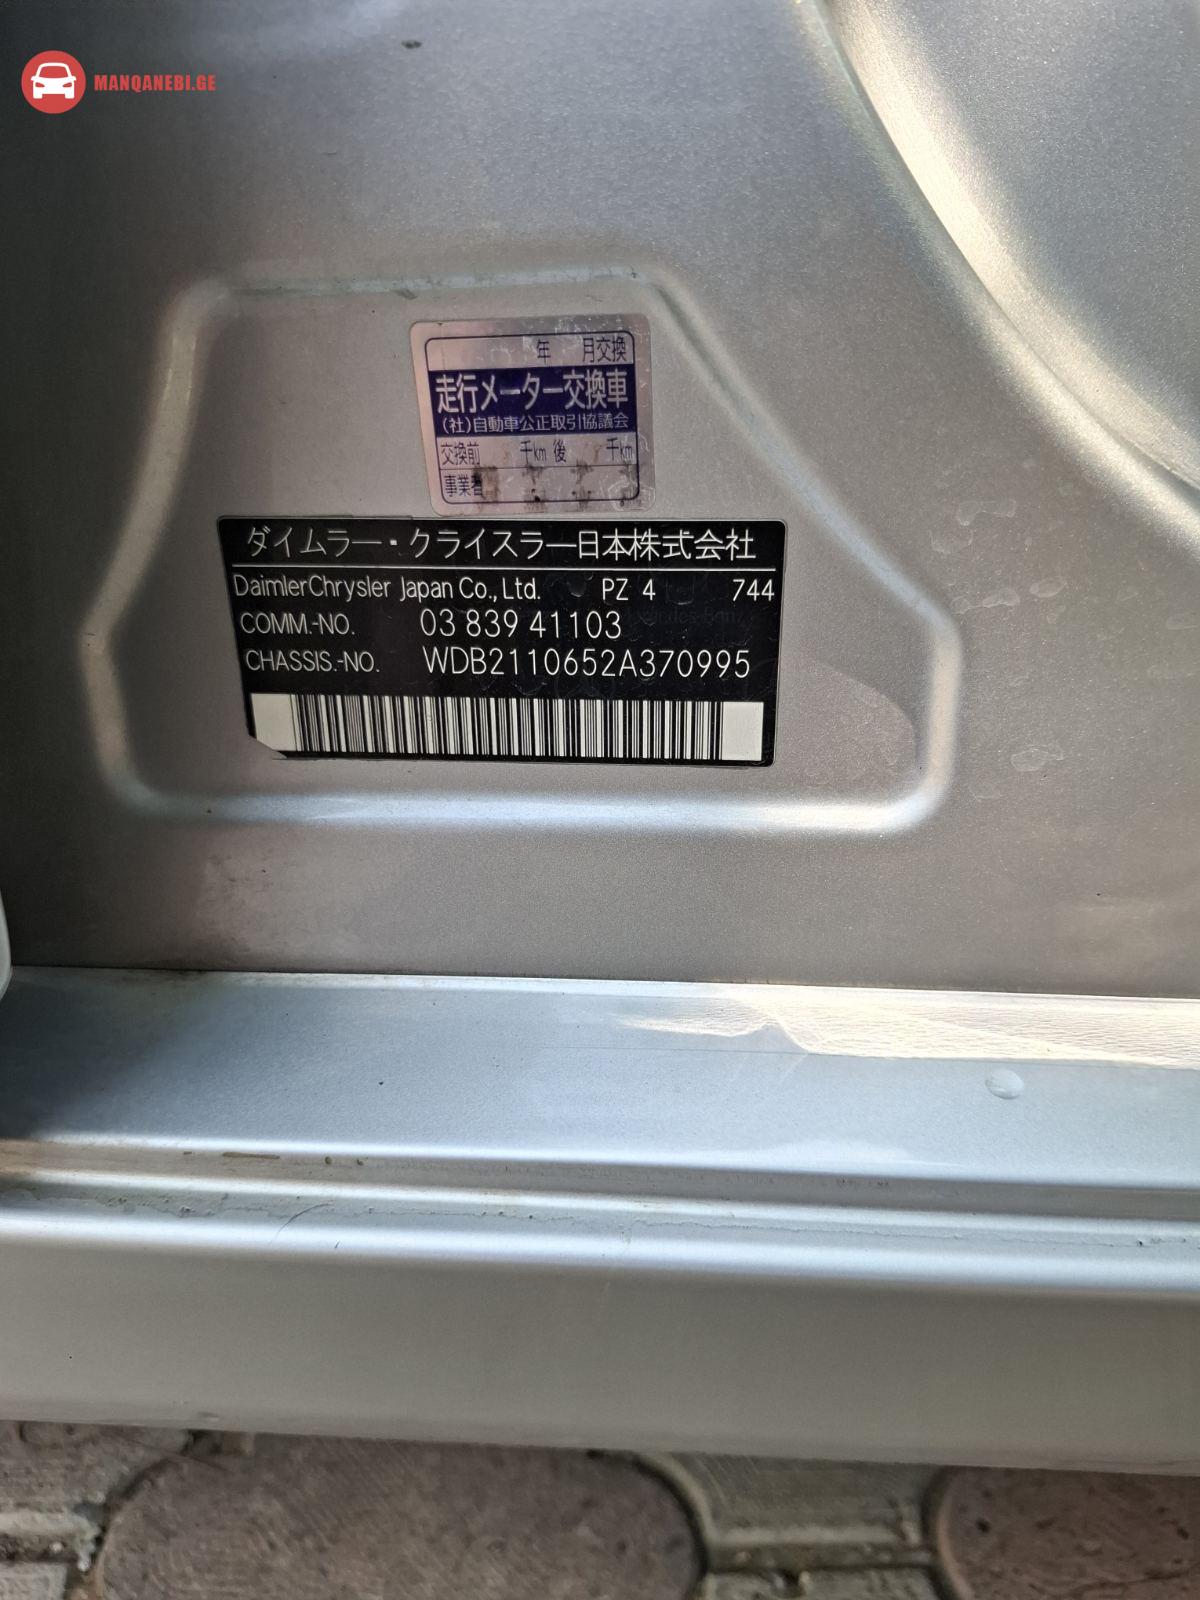 MANQANEBI.GE
年 月交換
走行メーター交換車
(社)自動車公正取引協議会
交換前 千km 後 千km
事業者
ダイムラー・クライスラー日本株式会社
DaimlerChrysler Japan Co., Ltd. PZ 4 744
COMM.-NO. 03 839 41103
CHASSIS.-NO. WDB2110652A370995